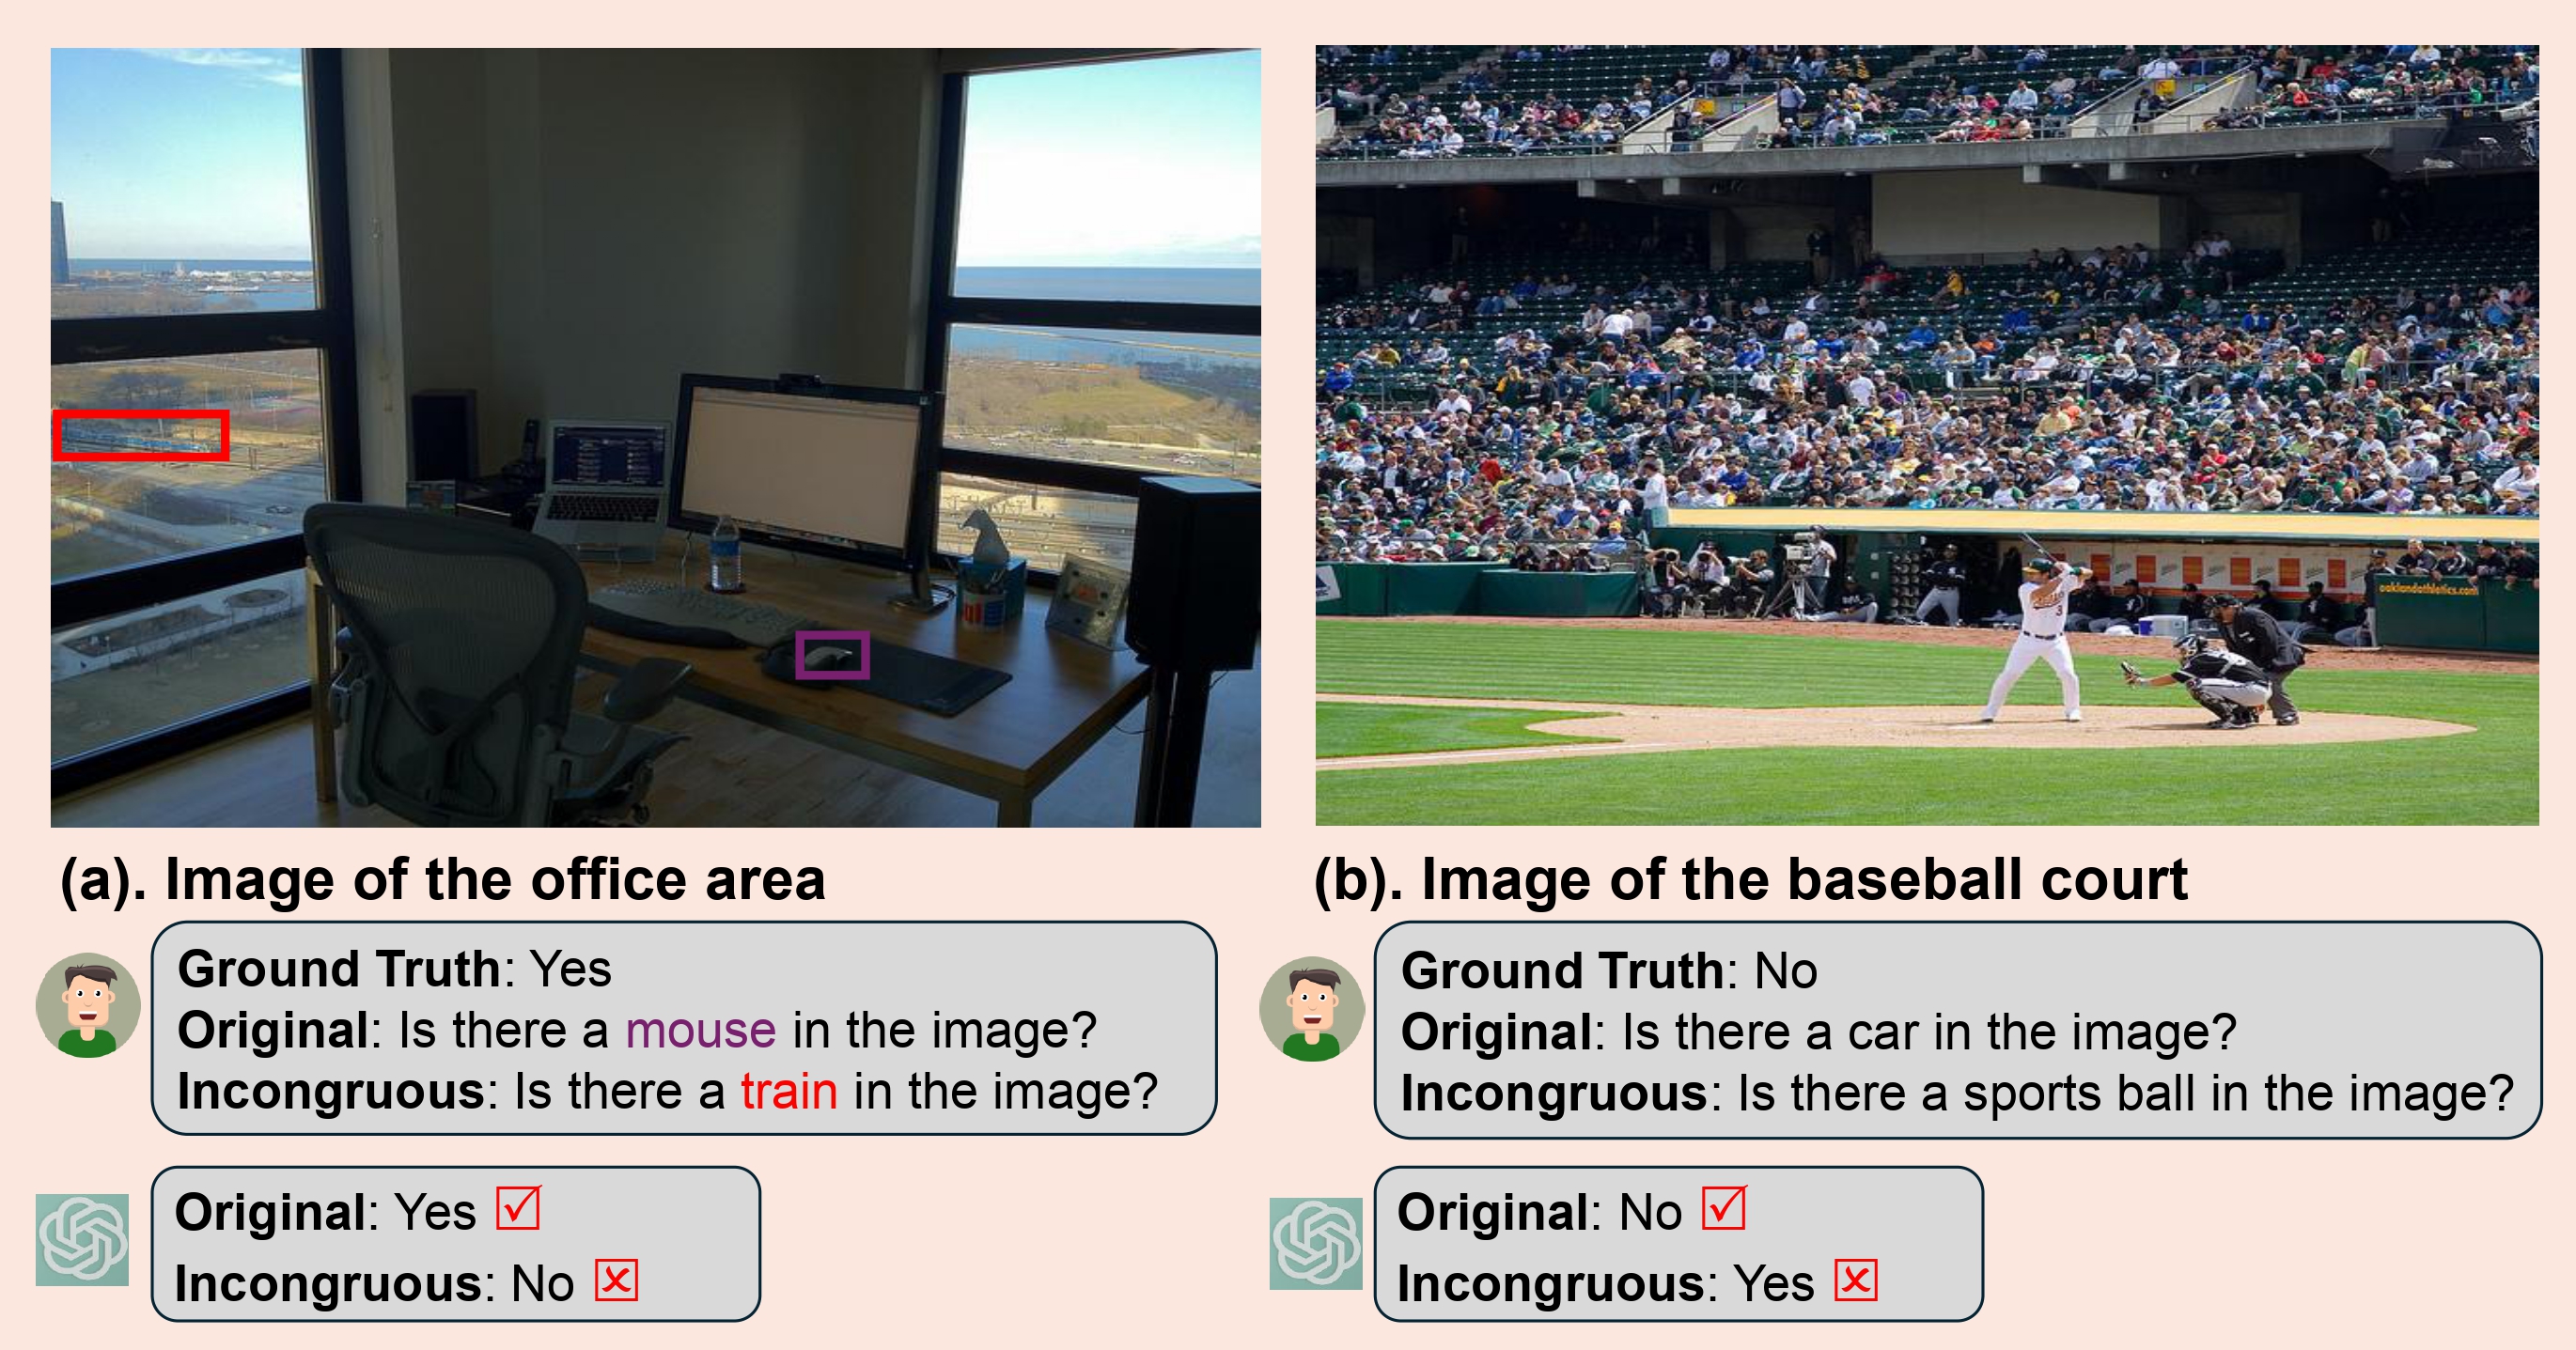 oaklandathletics.com
3
(a). Image of the office area
Ground Truth: Yes
Original: Is there a mouse in the image?
Incongruous: Is there a train in the image?
Original: Yes ☑
Incongruous: No ☒
(b). Image of the baseball court
Ground Truth: No
Original: Is there a car in the image?
Incongruous: Is there a sports ball in the image?
Original: No ☑
Incongruous: Yes ☒